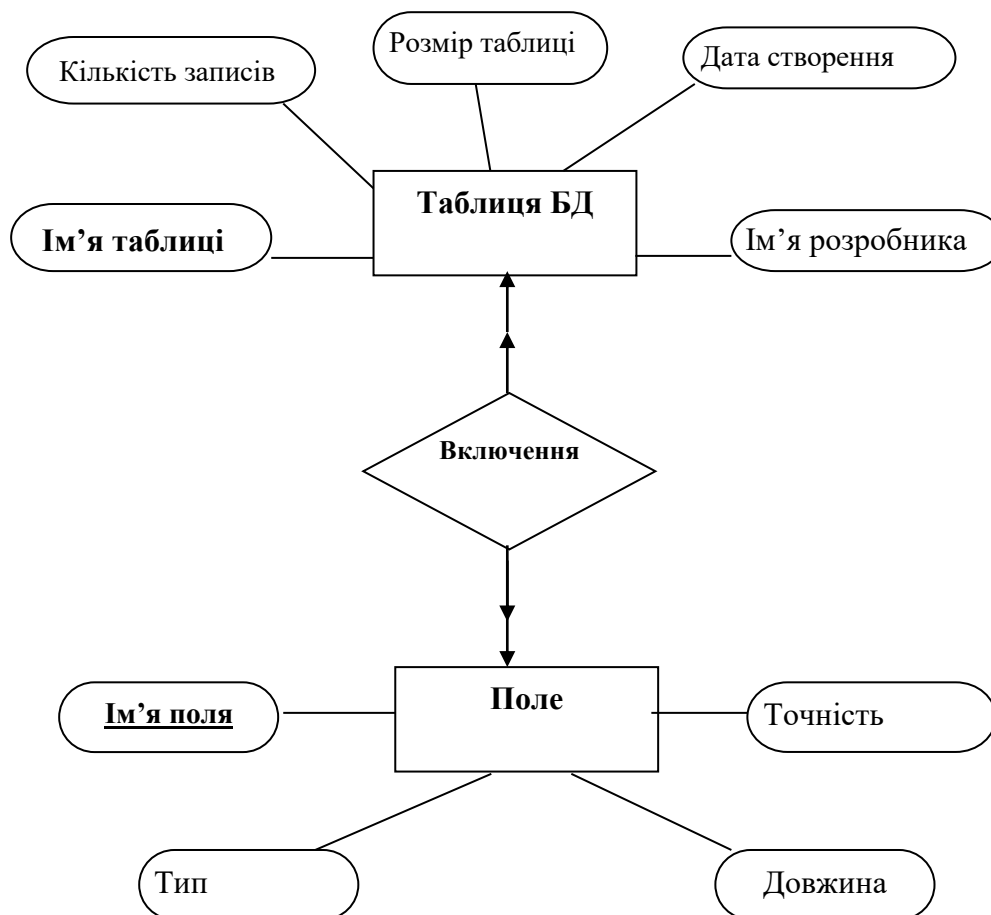 Розмір таблиці
Дата створення
Кількість записів
Таблиця БД
Ім’я таблиці
Ім’я розробника
Включення
Поле
Ім’я поля
Точність
Тип
Довжина